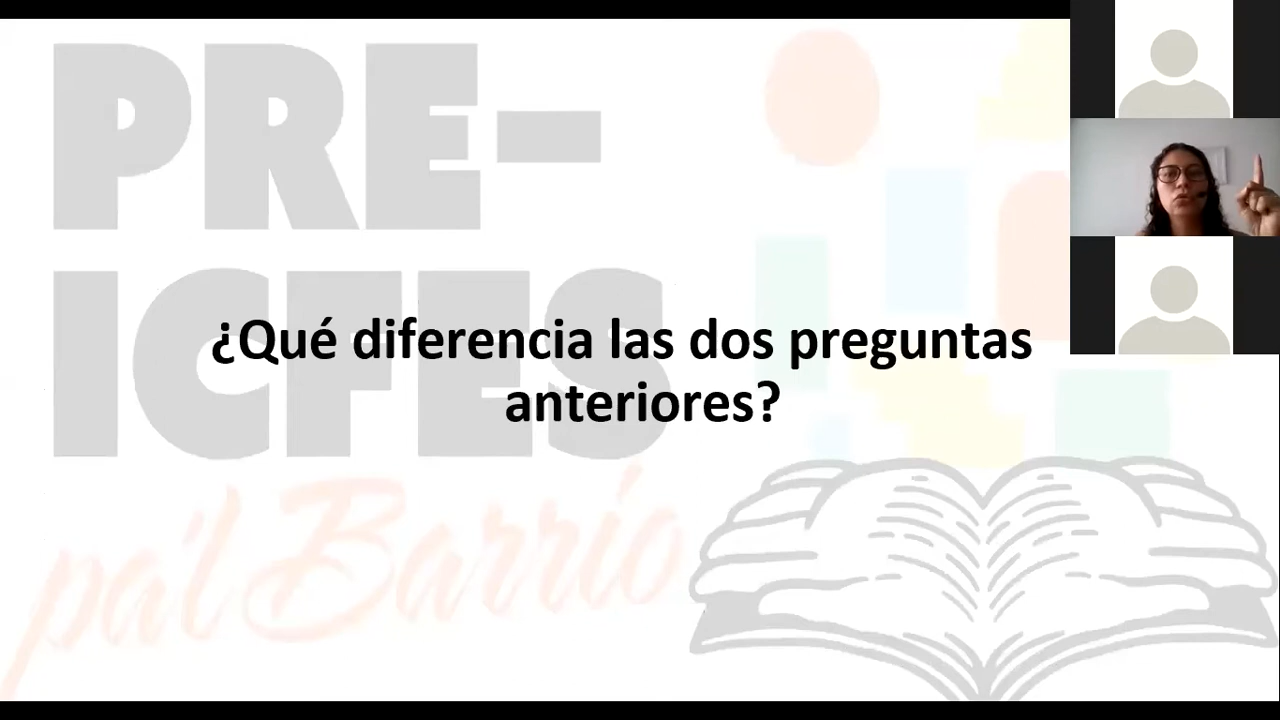 PRE-
ICFES
pa'l Barrio
¿Qué diferencia las dos preguntas
anteriores?